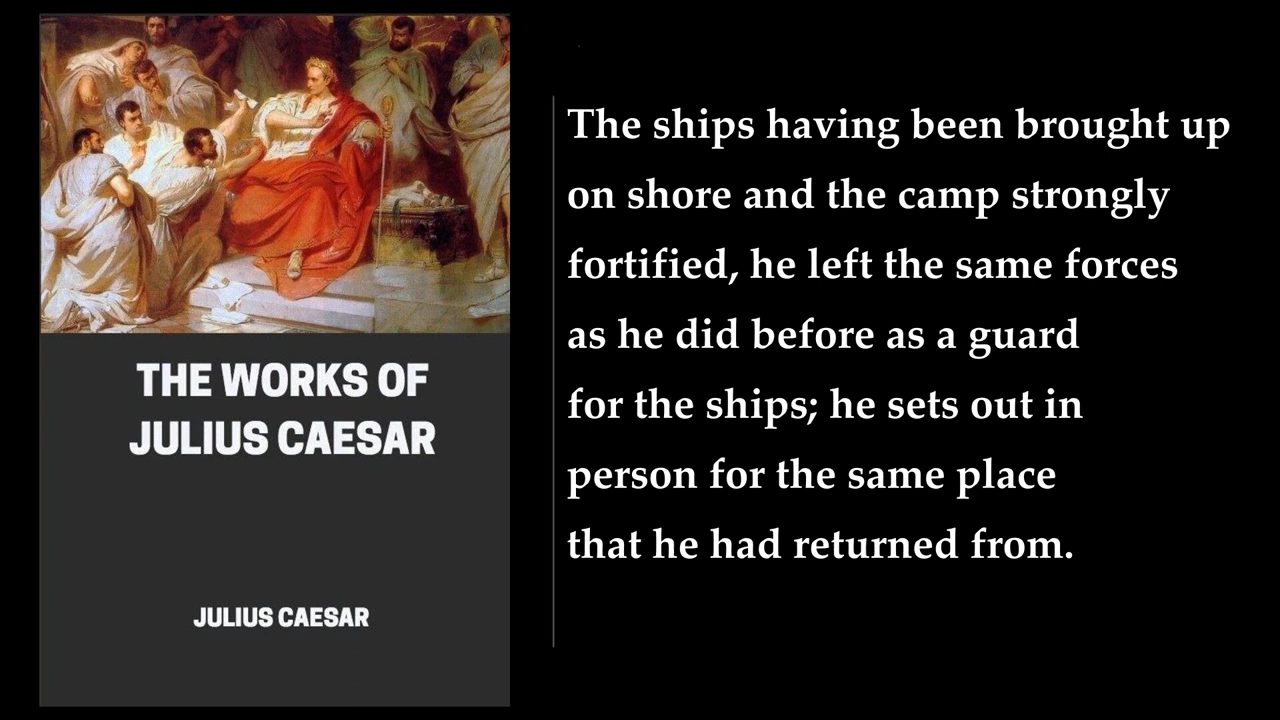 THE WORKS OF
JULIUS CAESAR
JULIUS CAESAR
The ships having been brought up
on shore and the camp strongly
fortified, he left the same forces
as he did before as a guard
for the ships; he sets out in
person for the same place
that he had returned from.